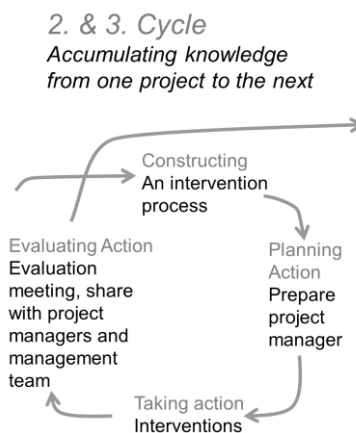 2. & 3. Cycle
Accumulating knowledge
from one project to the next
Constructing
An intervention
process
Planning
Action
Prepare
project
manager
Taking action
Interventions
Evaluating Action
Evaluation
meeting, share
with project
managers and
management
team